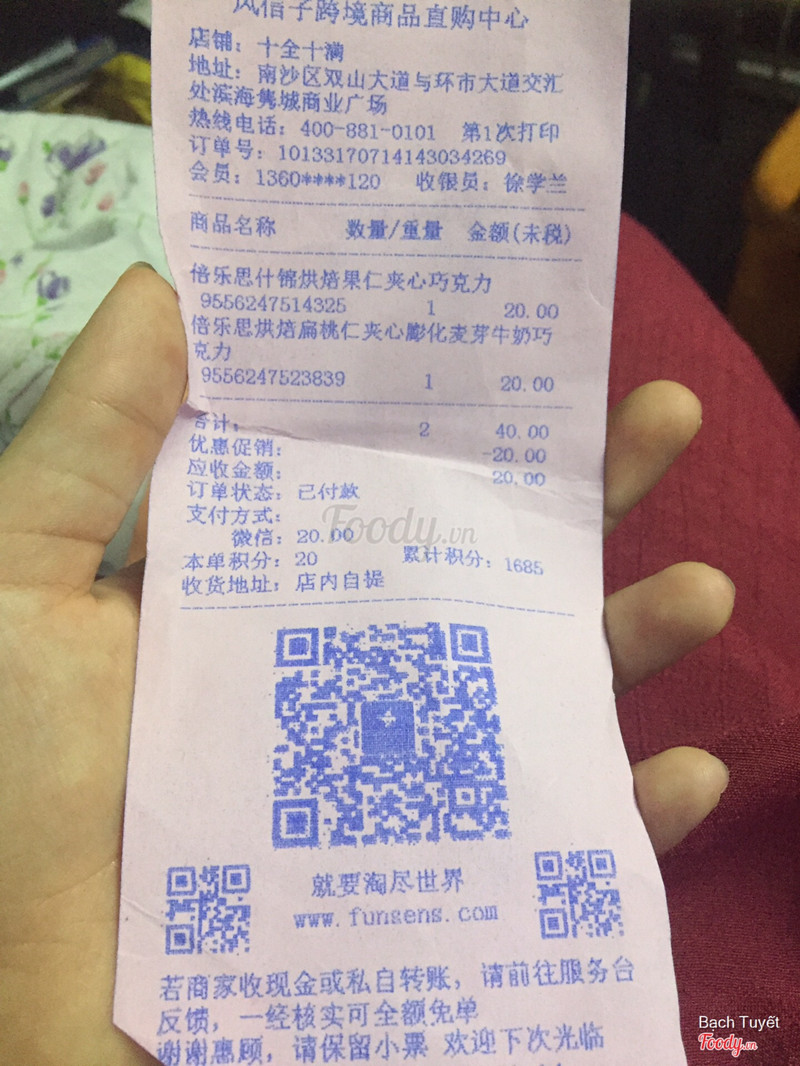 风信子跨境商品直购中心
店铺: 十全十满
地址: 南沙区双山大道与环市大道交汇
处滨海隽城商业广场
热线电话: 400-881-0101 第1次打印
订单号: 10133170714143034269
会员: 1360****120 收银员: 徐学兰
商品名称 数量/重量 金额(未税)
倍乐思什锦烘焙果仁夹心巧克力
9556247514325 1 20.00
倍乐思烘焙扁桃仁夹心膨化麦芽牛奶巧
克力
9556247523839 1 20.00
合计: 2 40.00
优惠促销: -20.00
应收金额: 20.00
订单状态: 已付款
支付方式:
微信: 20.00
Foody.vn
本单积分: 20 累计积分: 1685
收货地址: 店内自提
就要淘尽世界
www.funsens.com
若商家收现金或私自转账, 请前往服务台
反馈, 一经核实可全额免单
谢谢惠顾, 请保留小票 欢迎下次光临
Bạch Tuyết
Foody.vn